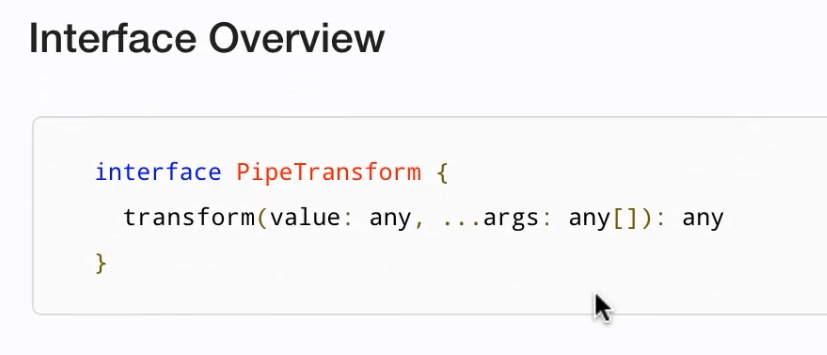 Interface Overview
interface PipeTransform {
transform(value: any, ...args: any[]): any
}